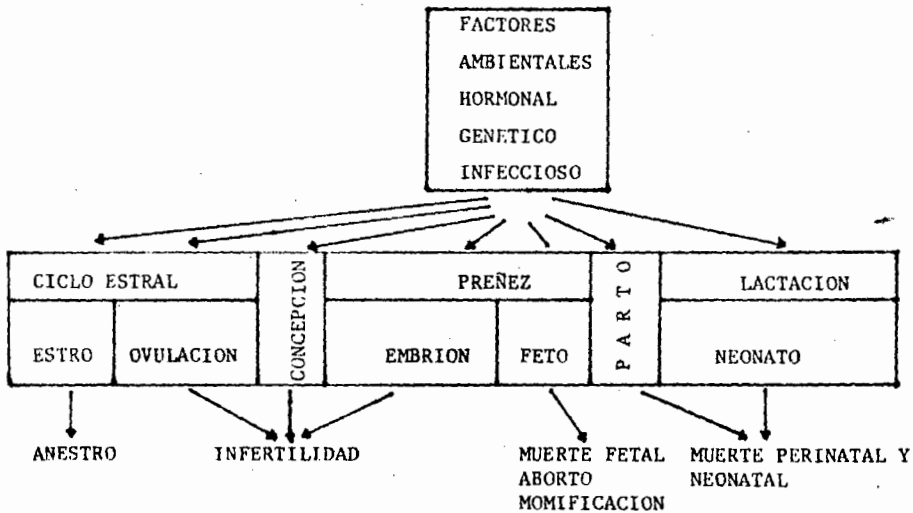 FACTORES
AMBIENTALES
HORMONAL
GENETICO
INFECCIOSO
CICLO ESTRAL
CONCEPCION
PREÑEZ
PARTO
LACTACION
ESTRO
OVULACION
EMBRION
FETO
NEONATO
ANESTRO
INFERTILIDAD
MUERTE FETAL
ABORTO
MOMIFICACION
MUERTE PERINATAL Y
NEONATAL